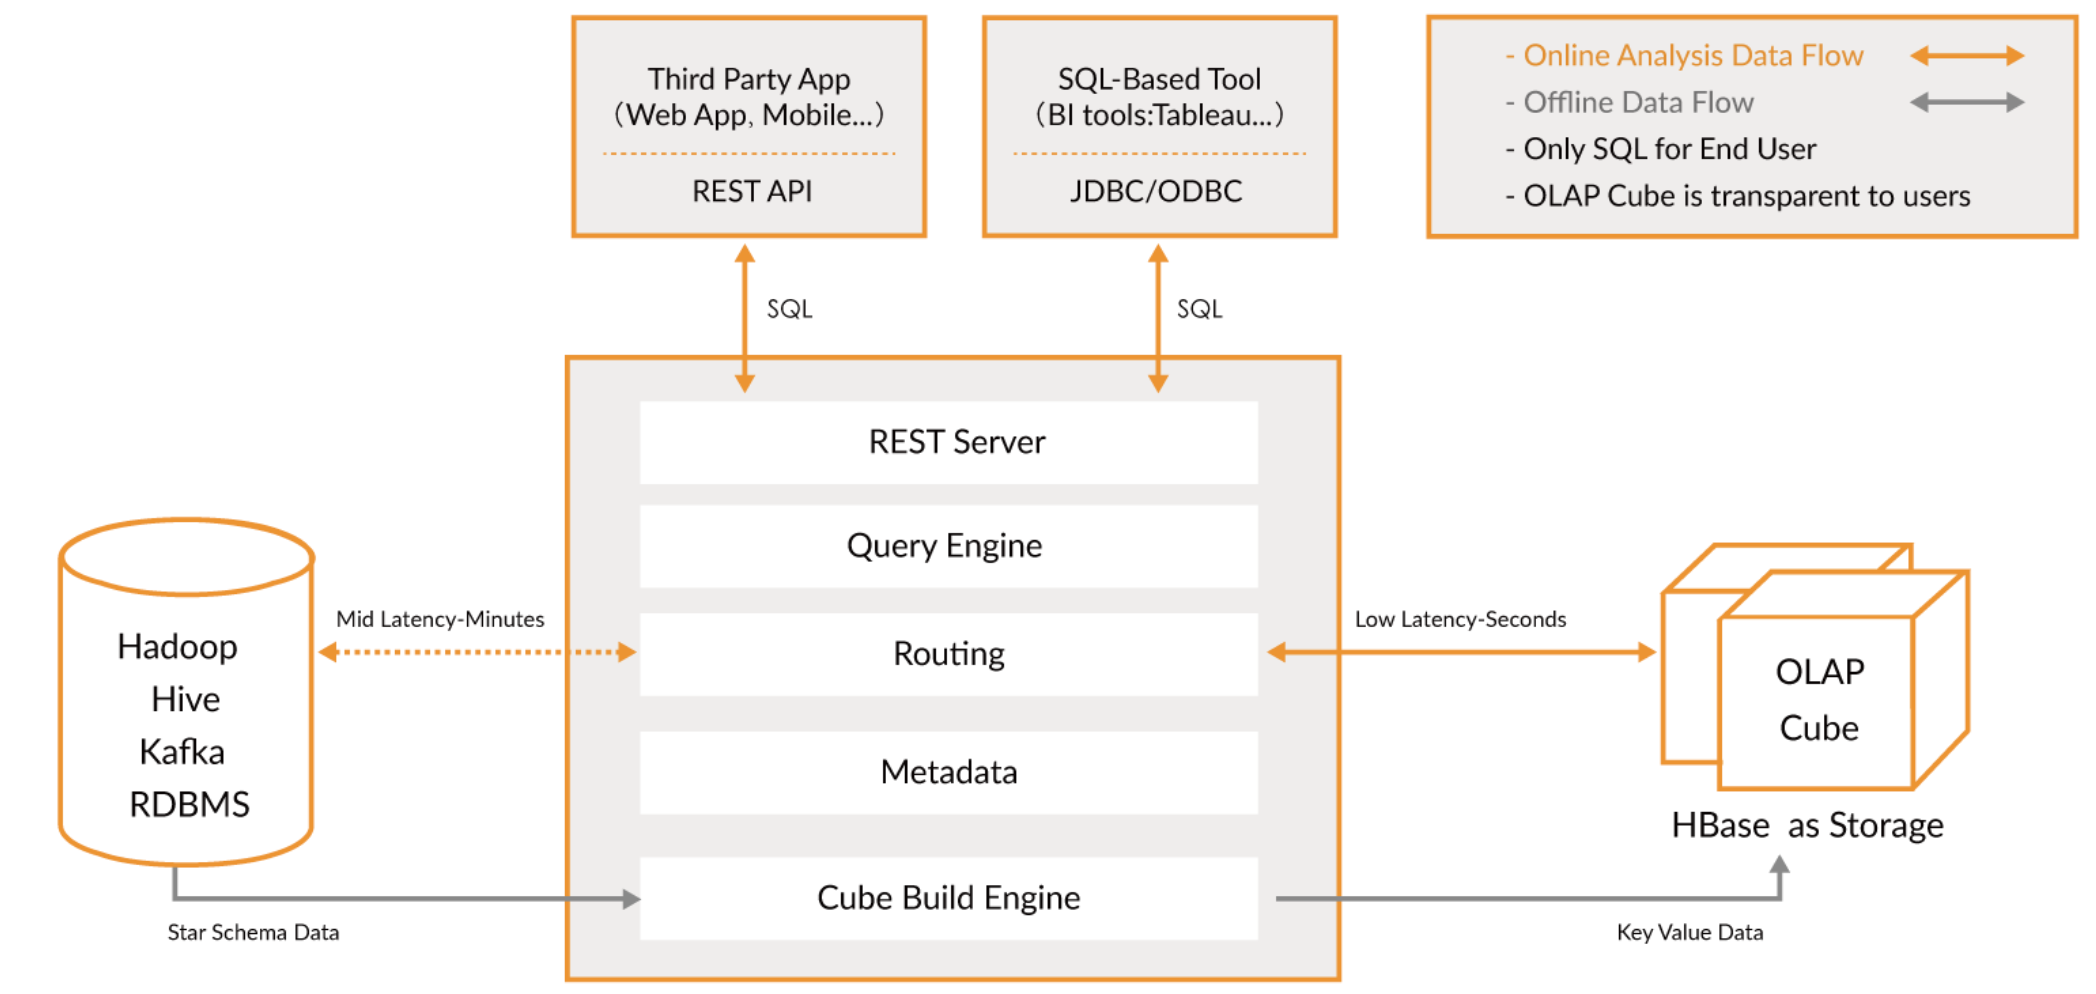 Third Party App
(Web App, Mobile...)
REST API
SQL-Based Tool
(BI tools:Tableau...)
JDBC/ODBC
- Online Analysis Data Flow
- Offline Data Flow
- Only SQL for End User
- OLAP Cube is transparent to users
SQL
SQL
REST Server
Query Engine
Routing
Metadata
Cube Build Engine
Hadoop
Hive
Kafka
RDBMS
Mid Latency-Minutes
Low Latency-Seconds
OLAP
Cube
HBase as Storage
Star Schema Data
Key Value Data